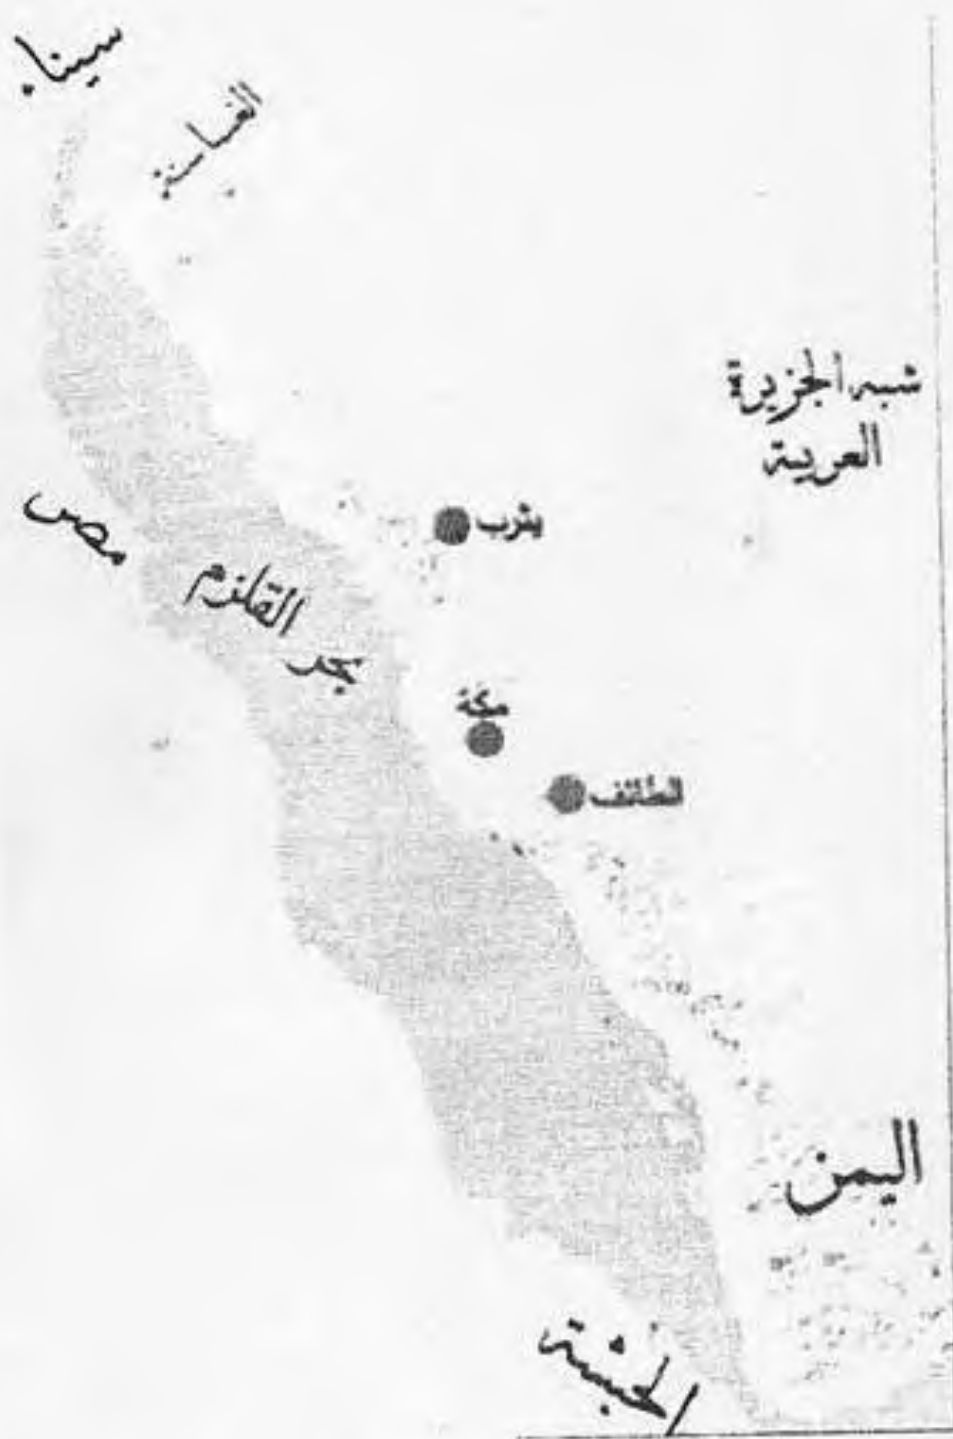 سيناء
الغساسنة
شبه الجزيرة
العربية
يثرب
مصر
بحر القلزم
مكة
الطائف
اليمن
الحبشة